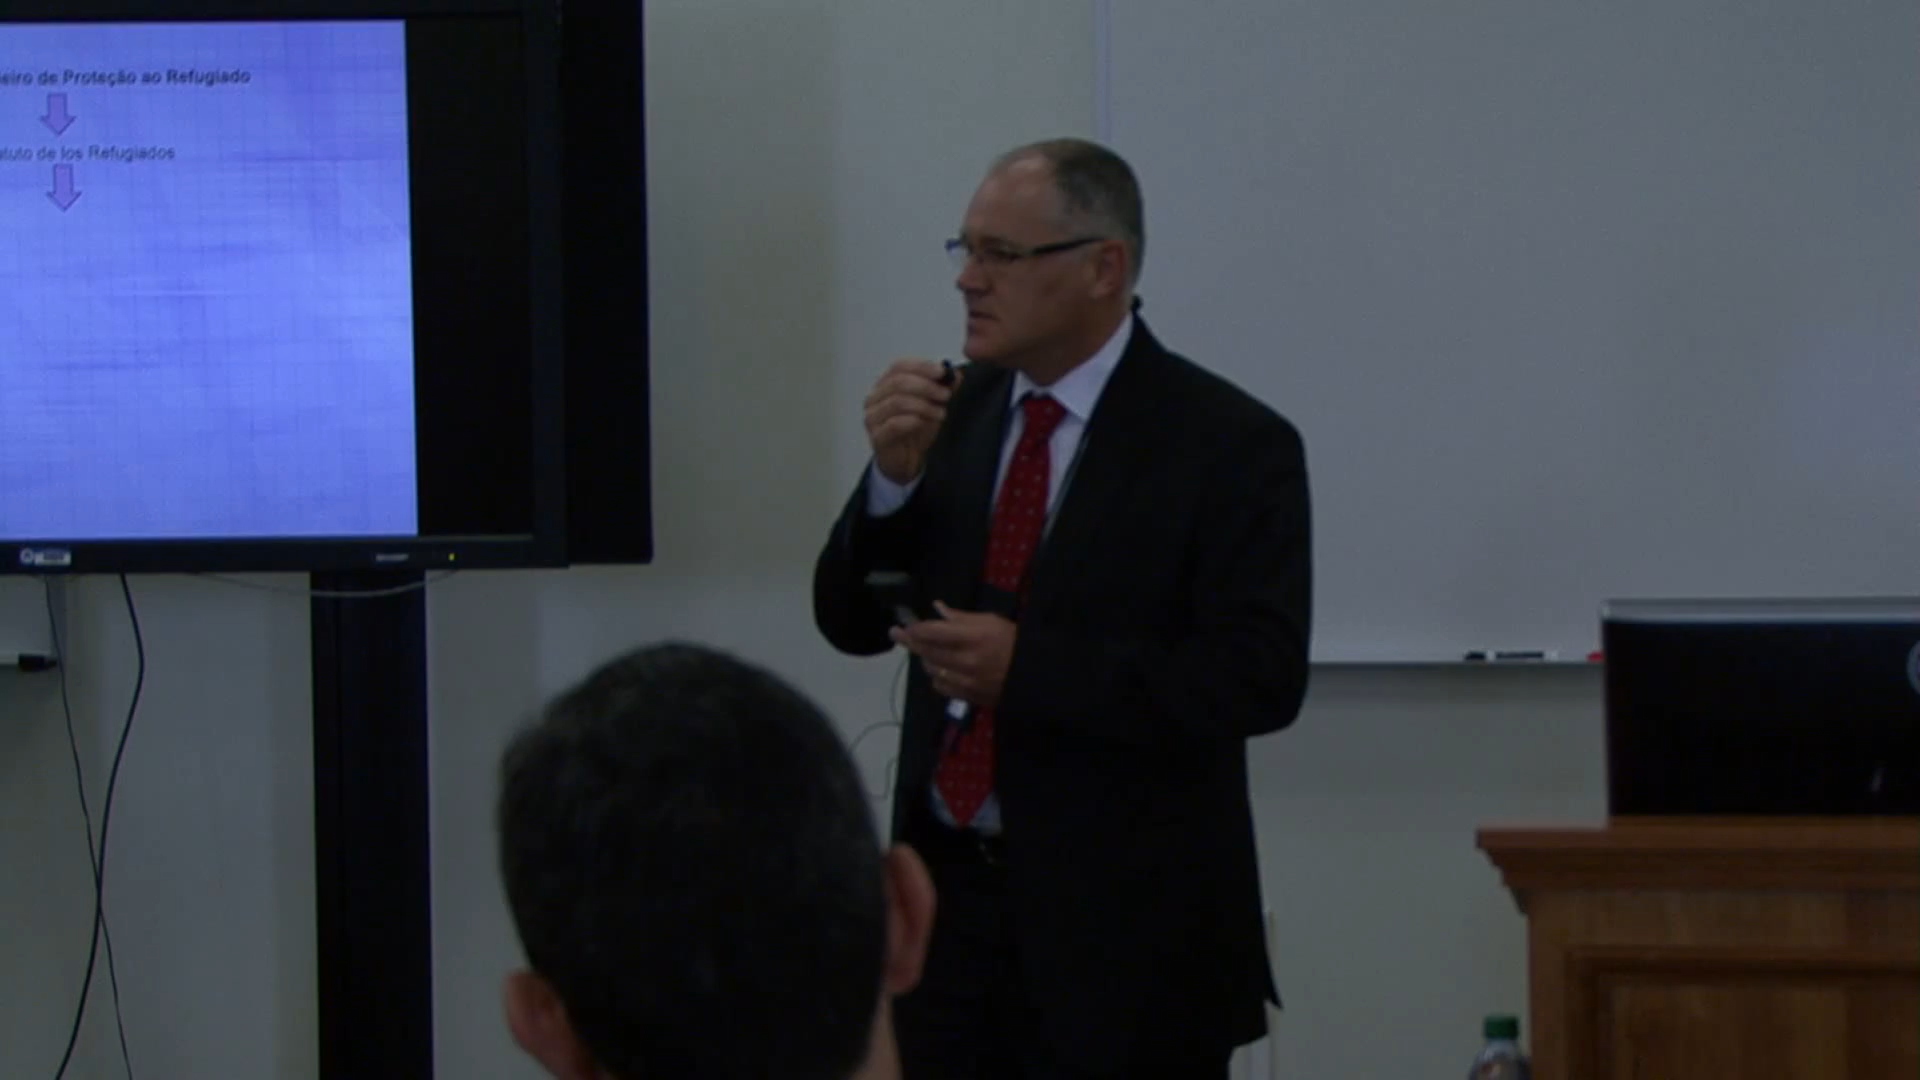 eiro de Proteção ao Refugiado
atuto de los Refugiados